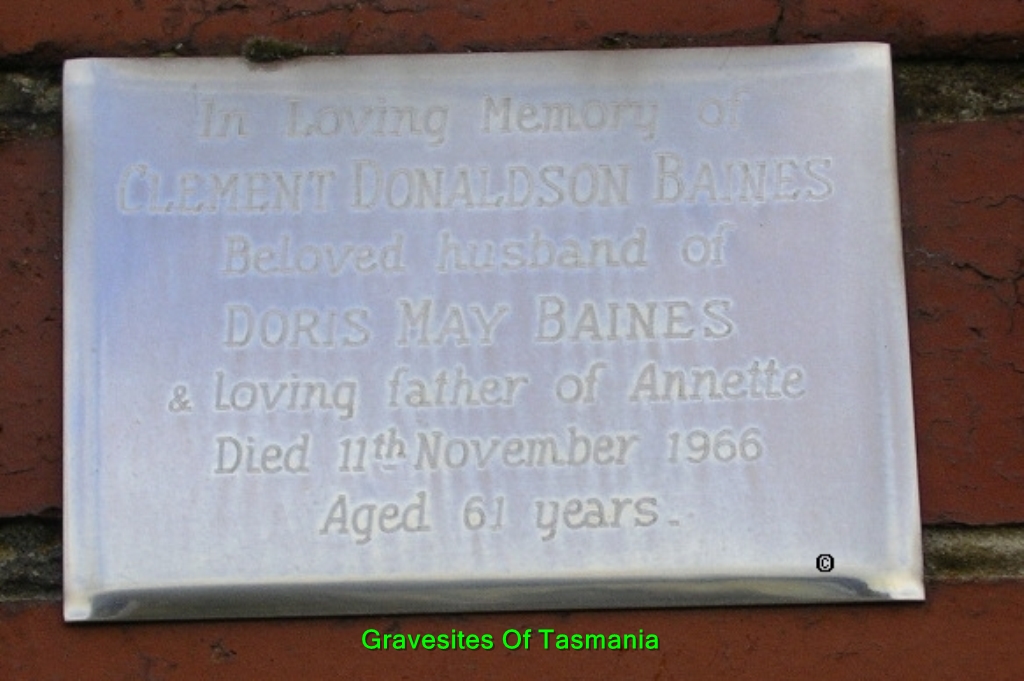 In Loving Memory of
CLEMENT DONALDSON BAINES
Beloved husband of
DORIS MAY BAINES
& loving father of Annette
Died 11th November 1966
Aged 61 years.
©
Gravesites Of Tasmania